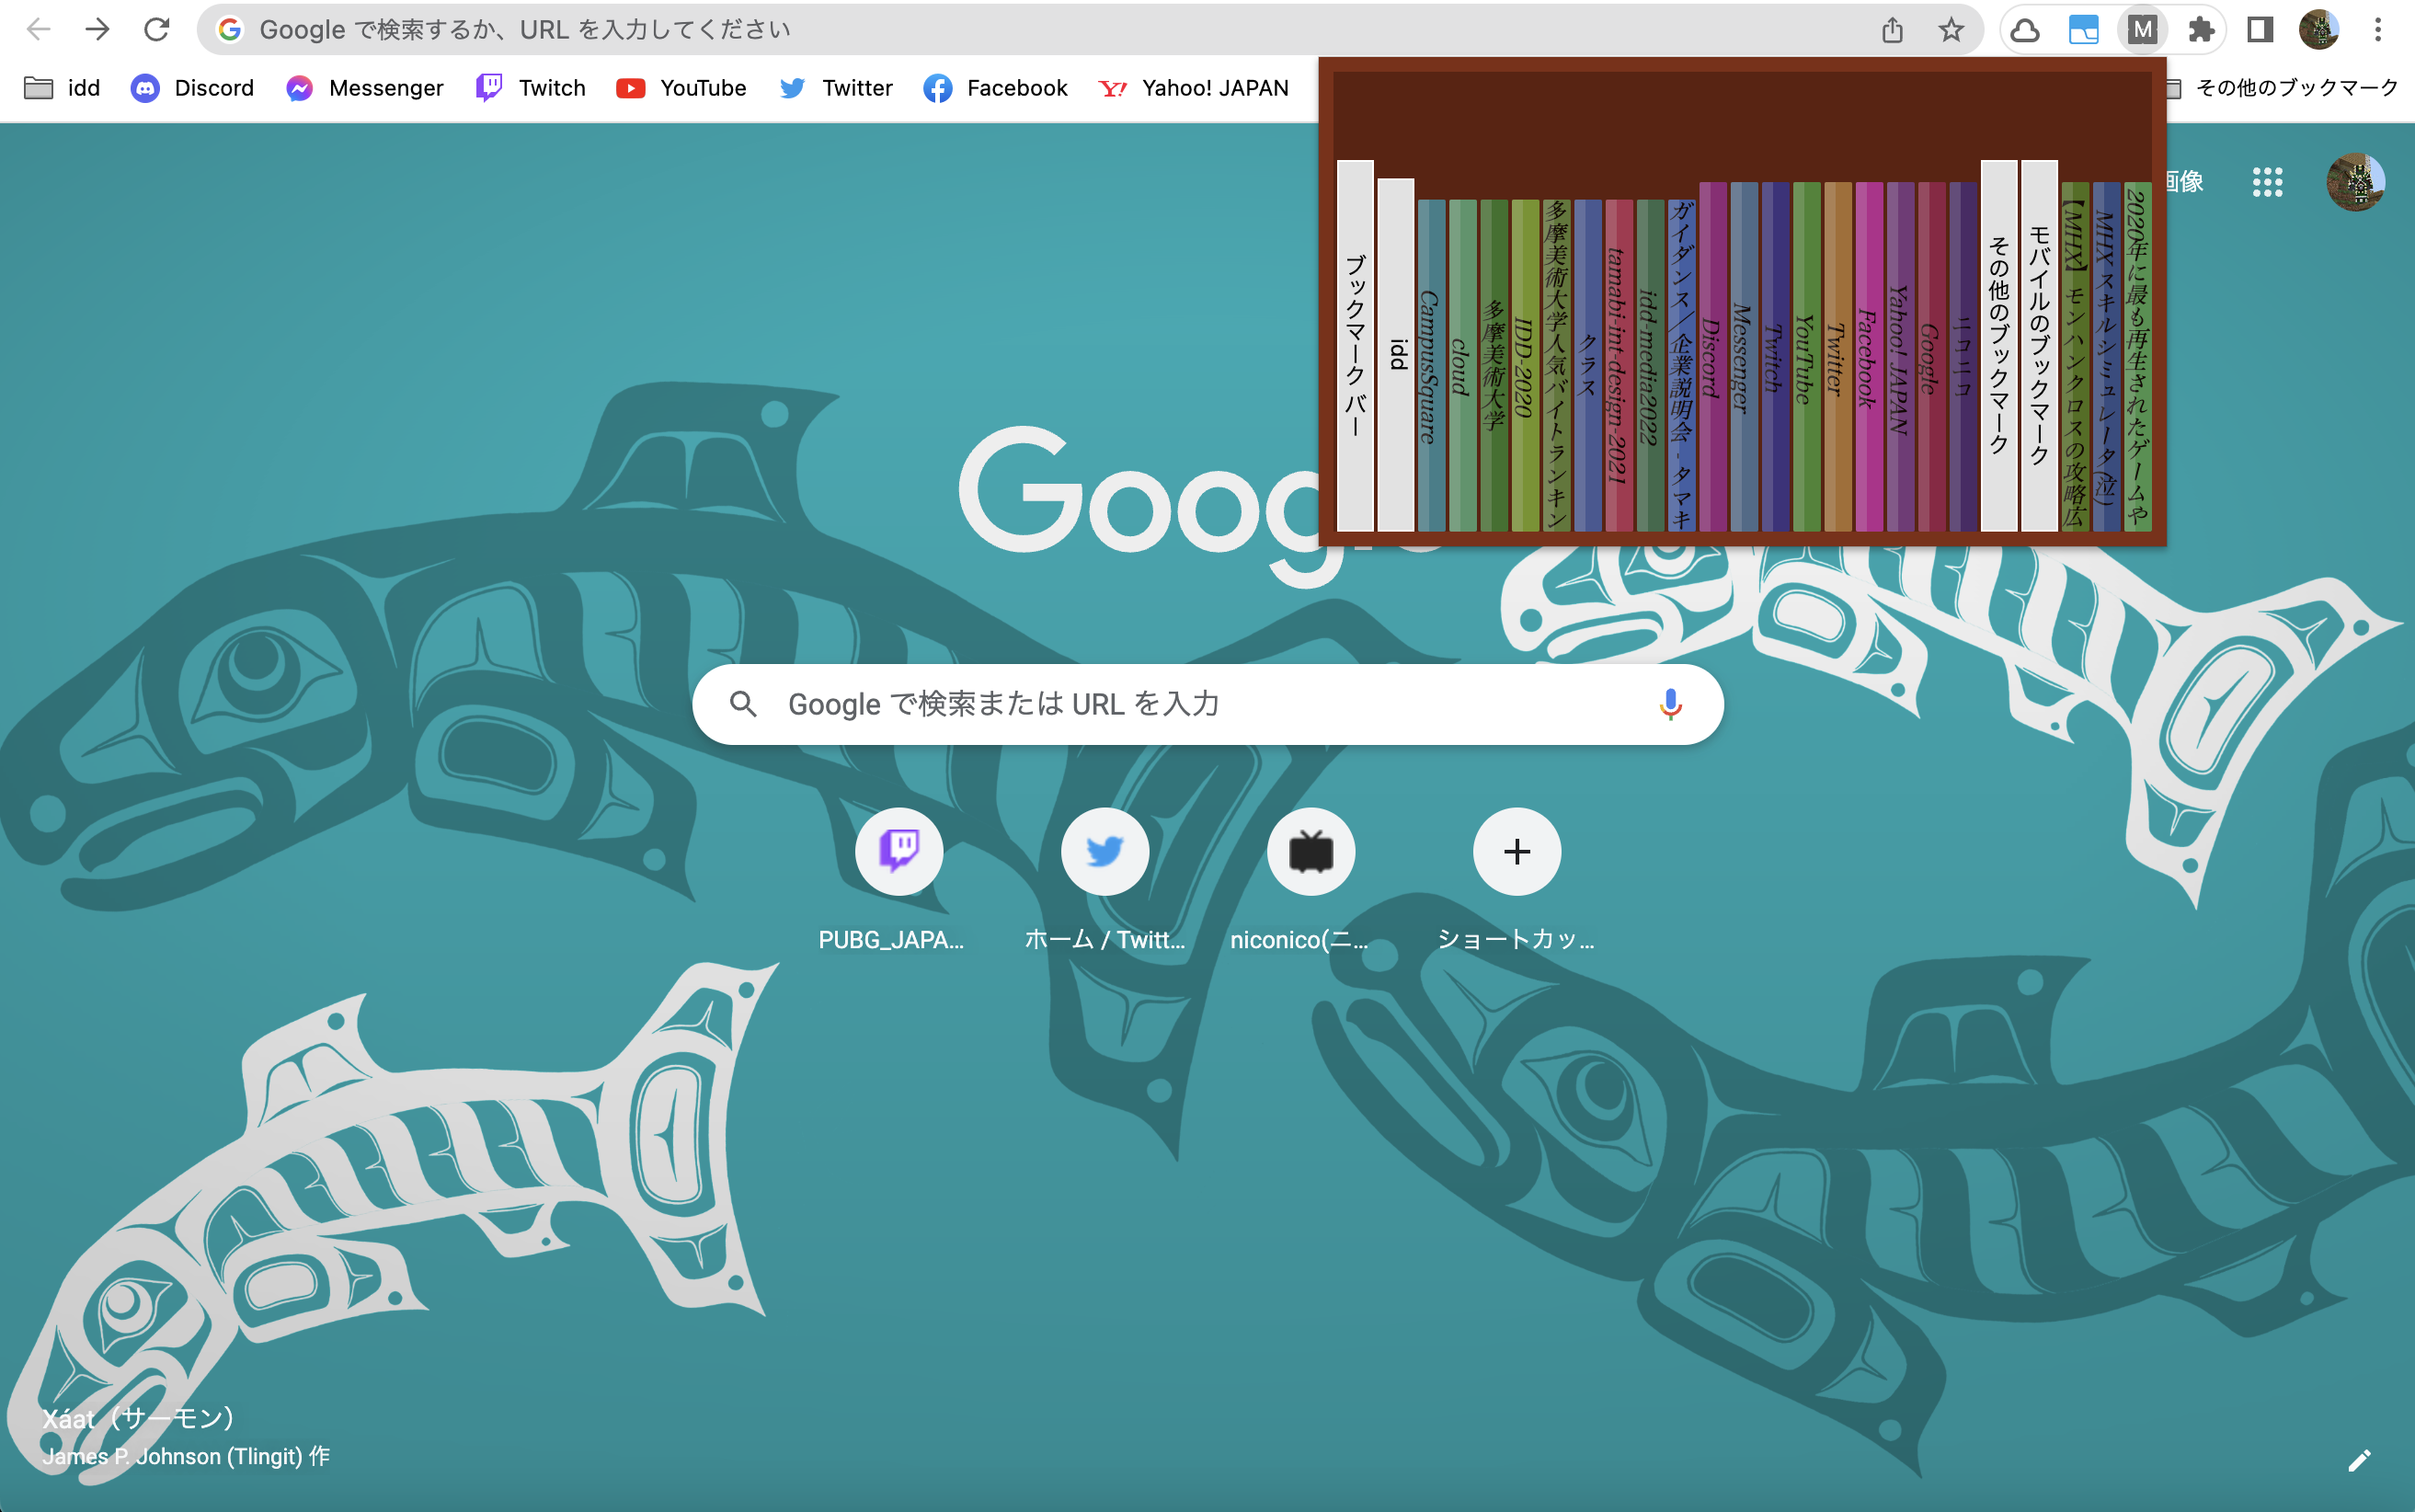 Google で検索するか、URL を入力してください
M
idd
Discord
Messenger
Twitch
YouTube
Twitter
Facebook
Yahoo! JAPAN
その他のブックマーク
画像
ブックマーク バー
idd
CampusSquare
cloud
多摩美術大学
IDD-2020
多摩美術大学人気バイトランキン
クラス
tamabi-int-design-2021
idd-media2022
ガイダンス／企業説明会 - タマキ
Discord
Messenger
Twitch
YouTube
Twitter
Facebook
Yahoo! JAPAN
Google
ニコニコ
その他のブックマーク
モバイルのブックマーク
【MHX】モンハンクロスの攻略広
MHX スキルシミュレータ (泣)
2020年に最も再生されたゲームや
Goog
Google で検索または URL を入力
PUBG_JAPA...
ホーム / Twitt...
niconico(ニ...
ショートカッ...
Xáat（サーモン）
James P. Johnson (Tlingit) 作